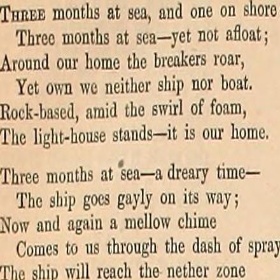 THREE months at sea, and one on shore
Three months at sea—yet not afloat;
Around our home the breakers roar,
Yet own we neither ship nor boat.
Rock-based, amid the swirl of foam,
The light-house stands—it is our home.
Three months at sea—a dreary time—
The ship goes gayly on its way;
Now and again a mellow chime
Comes to us through the dash of spray
The ship will reach the nether zone